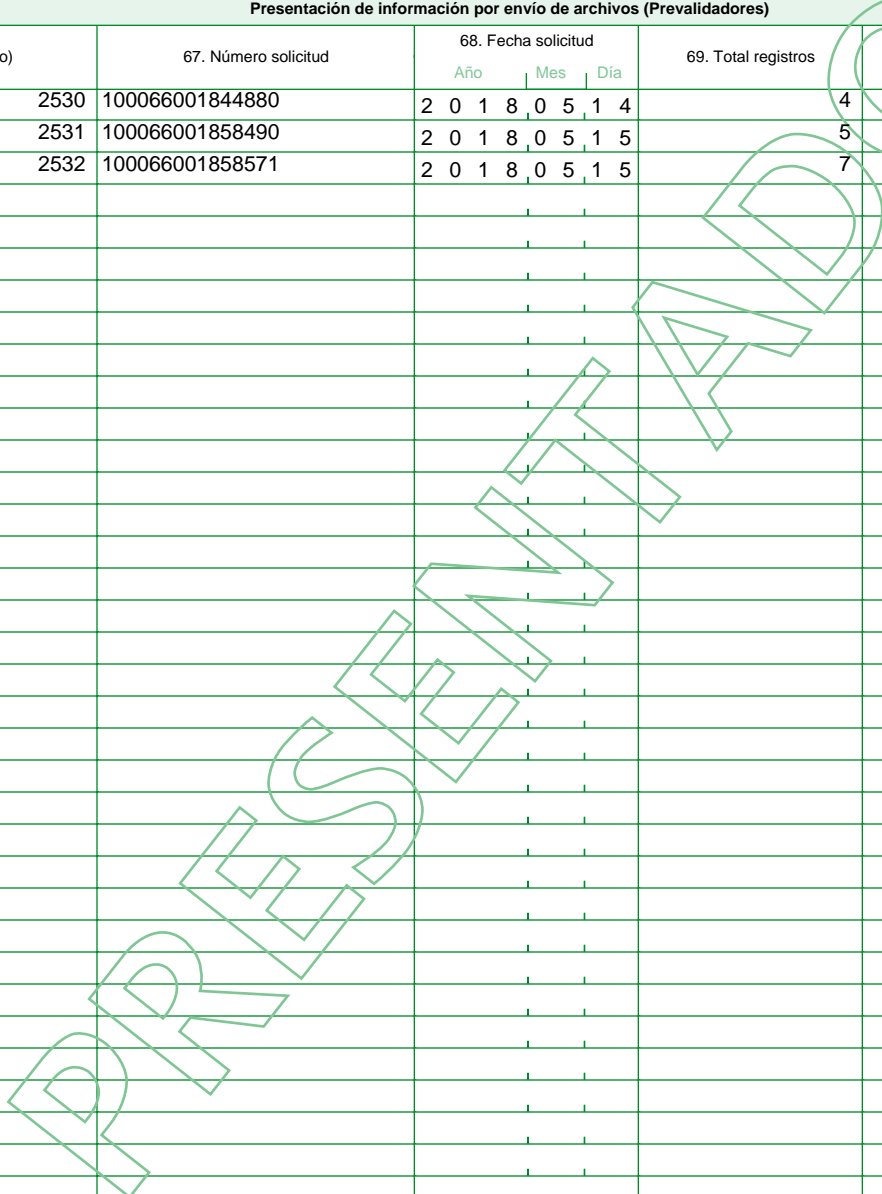 Presentación de información por envío de archivos (Prevalidadores)
o) 67. Número solicitud 68. Fecha solicitud 69. Total registros
Año Mes Día
2530 100066001844880 2 0 1 8 0 5 1 4 4
2531 100066001858490 2 0 1 8 0 5 1 5 5
2532 100066001858571 2 0 1 8 0 5 1 5 7
PRESENTADO